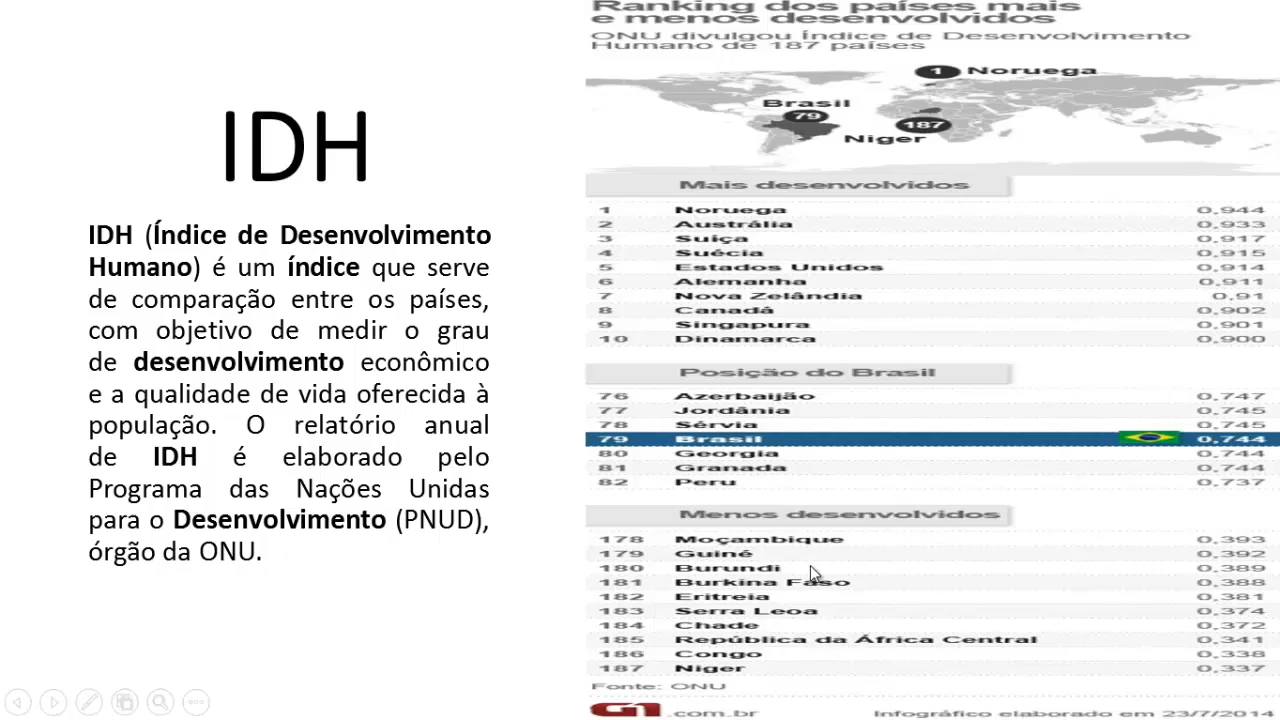 IDH
IDH (Índice de Desenvolvimento
Humano) é um índice que serve
de comparação entre os países,
com objetivo de medir o grau
de desenvolvimento econômico
e a qualidade de vida oferecida à
população. O relatório anual
de IDH é elaborado pelo
Programa das Nações Unidas
para o Desenvolvimento (PNUD),
órgão da ONU.
Ranking dos países mais
e menos desenvolvidos
ONU divulgou Índice de Desenvolvimento
Humano de 187 países
1 Noruega
Brasil
79
187
Niger
Mais desenvolvidos
1 Noruega 0,944
2 Austrália 0,933
3 Suíça 0,917
4 Suécia 0,915
5 Estados Unidos 0,914
6 Alemanha 0,911
7 Nova Zelândia 0,91
8 Canadá 0,902
9 Singapura 0,901
10 Dinamarca 0,900
Posição do Brasil
76 Azerbaijão 0,747
77 Jordânia 0,745
78 Sérvia 0,745
79 Brasil 0,744
80 Georgia 0,744
81 Granada 0,744
82 Peru 0,737
Menos desenvolvidos
178 Moçambique 0,393
179 Guiné 0,392
180 Burundi 0,389
181 Burkina Faso 0,388
182 Eritreia 0,381
183 Serra Leoa 0,374
184 Chade 0,372
185 República da África Central 0,341
186 Congo 0,338
187 Niger 0,337
Fonte: ONU
G1.com.br Infográfico elaborado em 23/7/2014